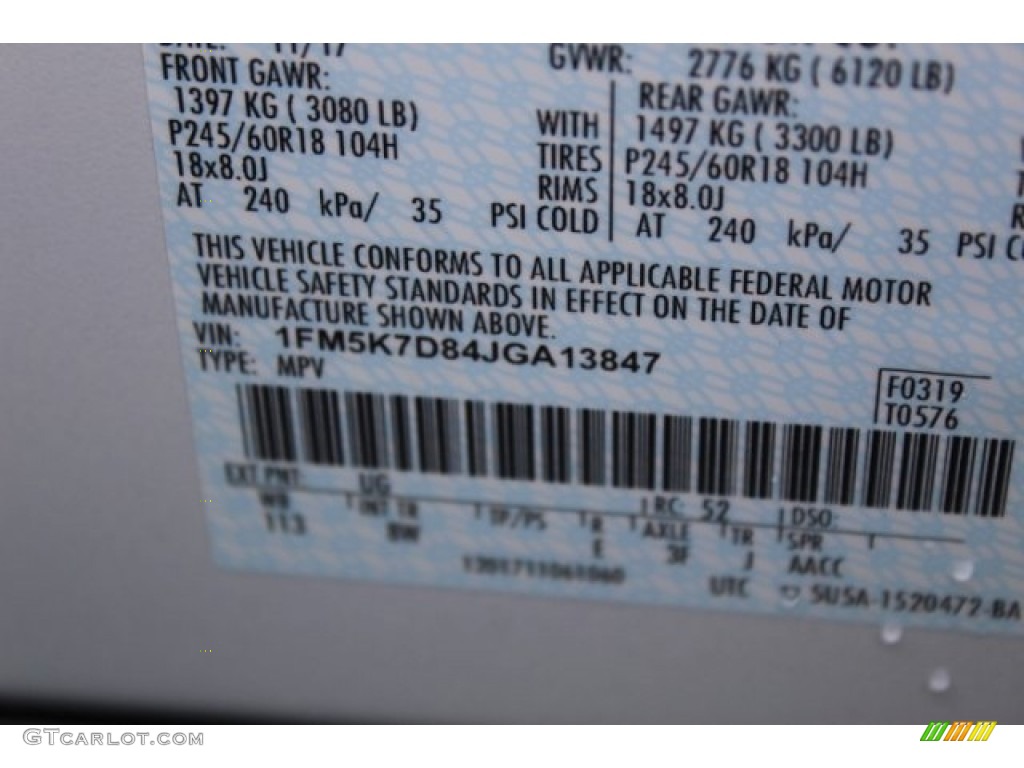 11/17
GVWR: 2776 KG ( 6120 LB)
FRONT GAWR: REAR GAWR:
1397 KG ( 3080 LB) WITH 1497 KG ( 3300 LB)
P245/60R18 104H TIRES P245/60R18 104H
18x8.0J RIMS 18x8.0J
AT 240 kPa/ 35 PSI COLD AT 240 kPa/ 35 PSI
THIS VEHICLE CONFORMS TO ALL APPLICABLE FEDERAL MOTOR
VEHICLE SAFETY STANDARDS IN EFFECT ON THE DATE OF
MANUFACTURE SHOWN ABOVE.
VIN: 1FM5K7D84JGA13847
TYPE: MPV
F0319
T0576
EXT PNT: UG RC: 52 DSO:
WB INT TR TP/PS R AXLE TR SPR
113 BW E 3F J AACC
UTC 5U5A-1520472-BA
GTCARLOT.COM